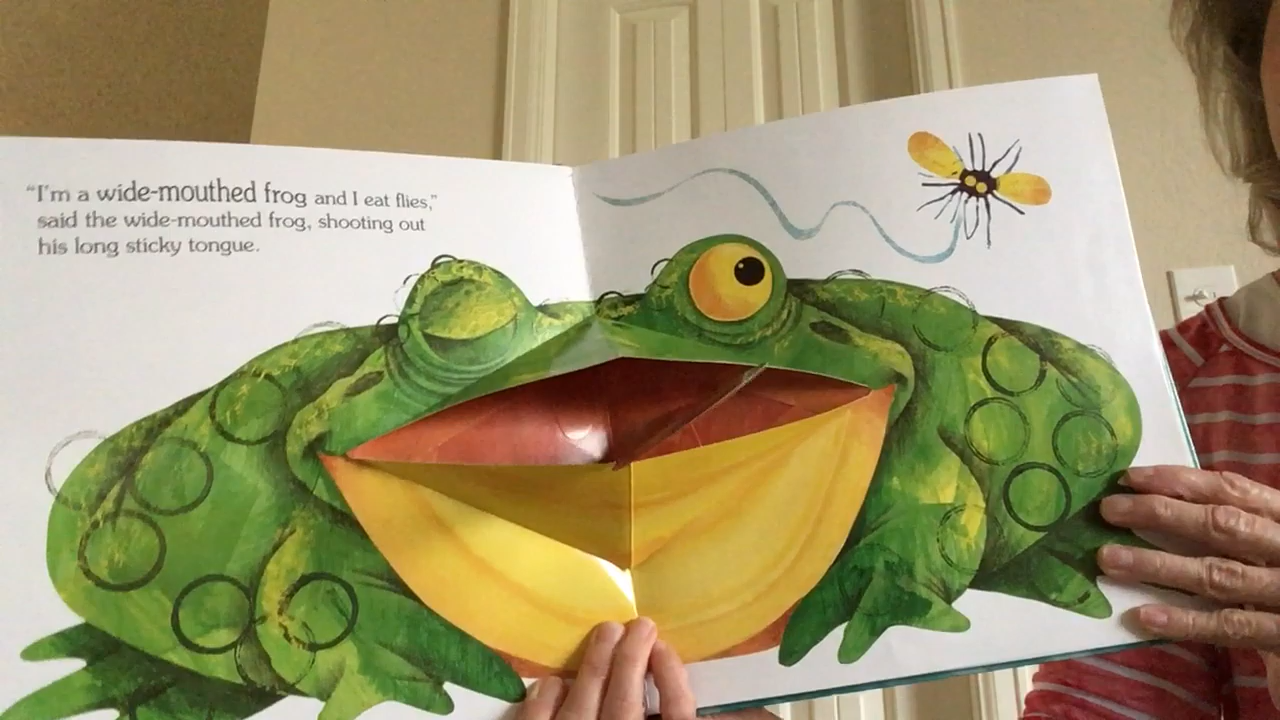 “I'm a wide-mouthed frog and I eat flies,”
said the wide-mouthed frog, shooting out
his long sticky tongue.